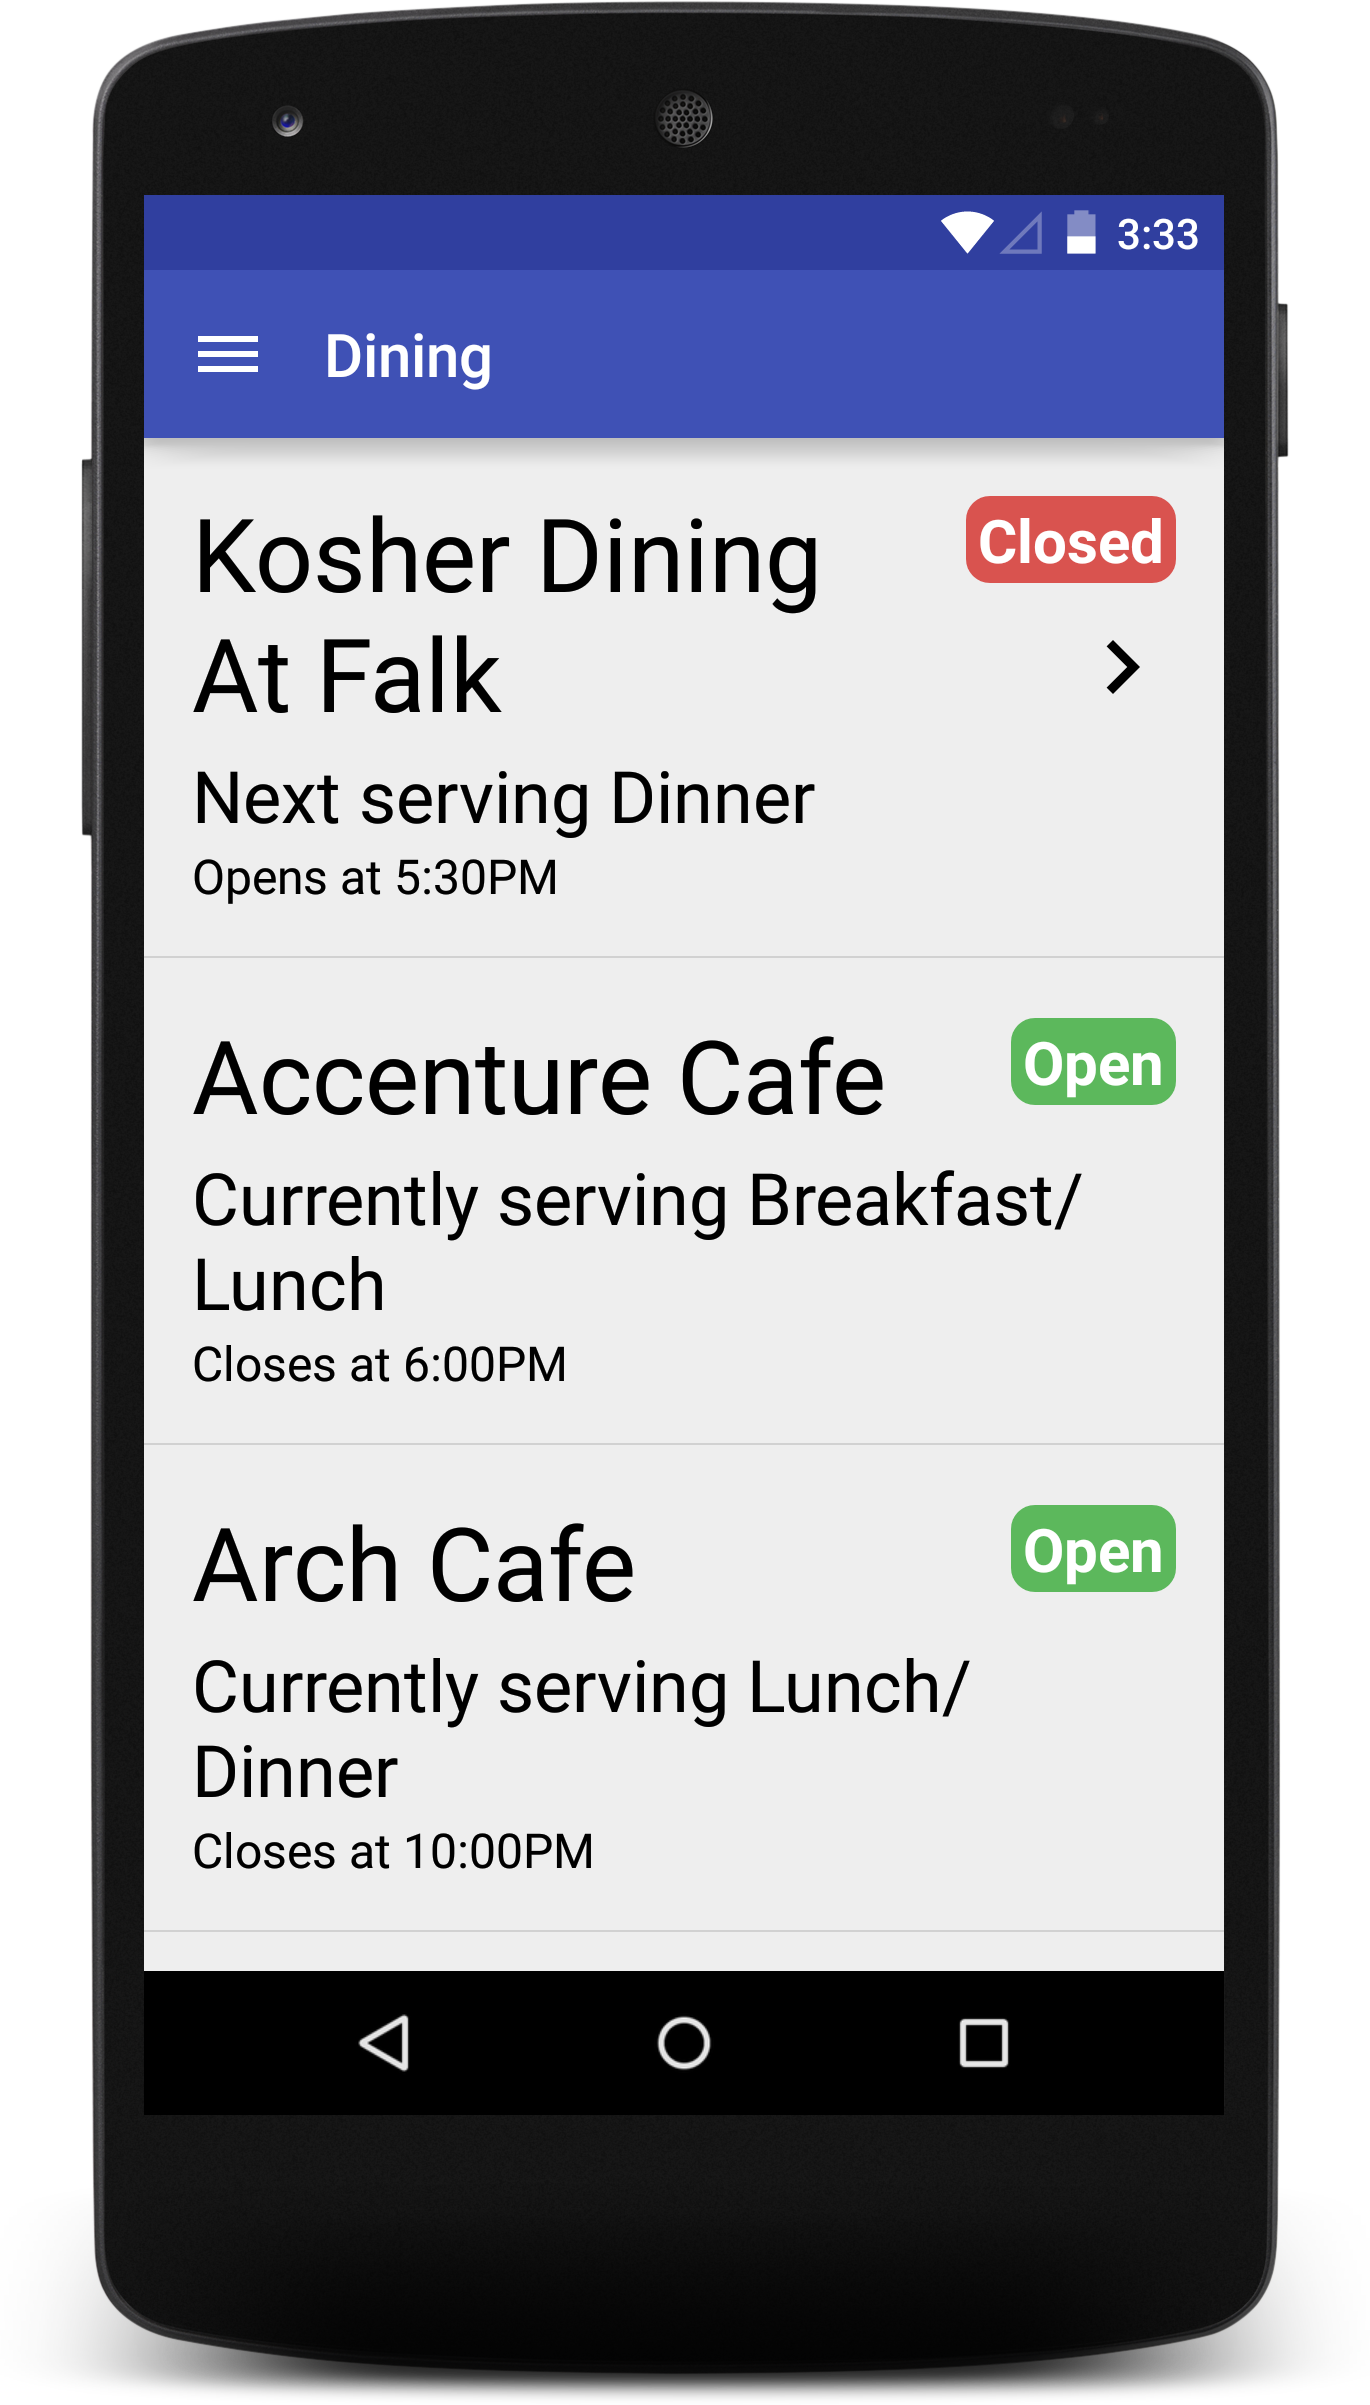 3:33
Dining
Kosher Dining
At Falk
Closed
Next serving Dinner
Opens at 5:30PM
Accenture Cafe
Open
Currently serving Breakfast/
Lunch
Closes at 6:00PM
Arch Cafe
Open
Currently serving Lunch/
Dinner
Closes at 10:00PM